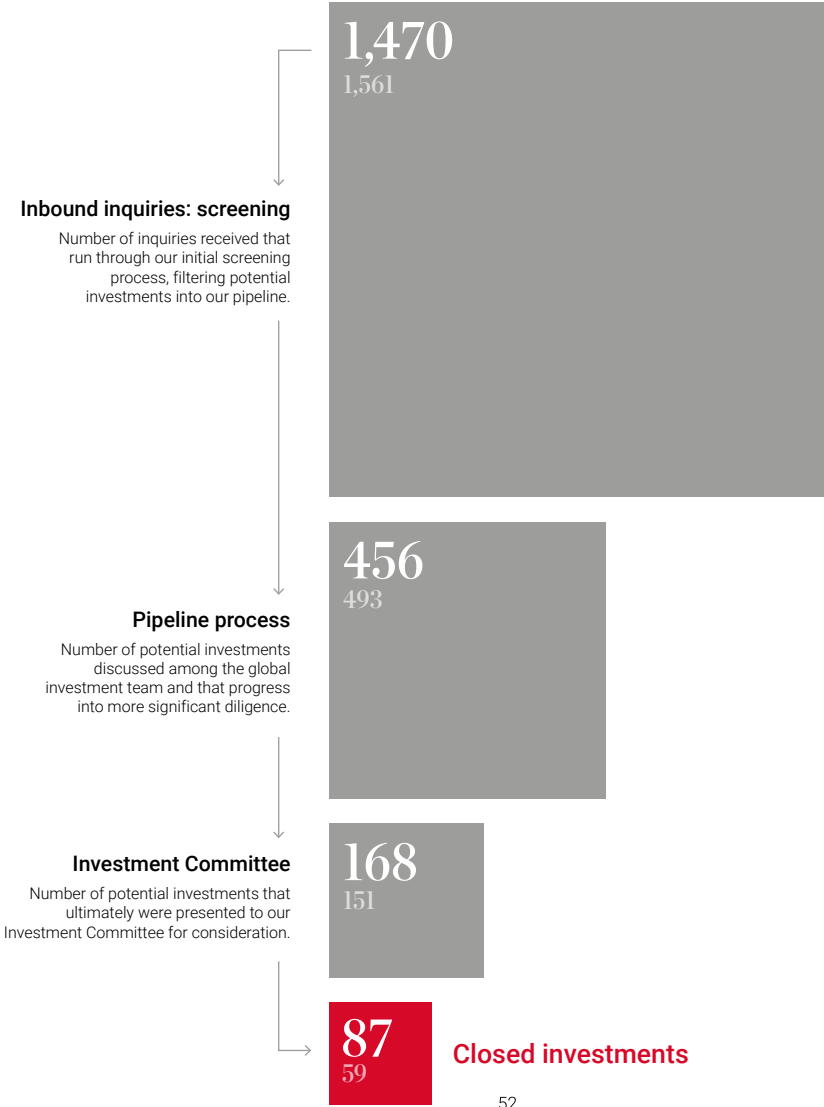 1,470
1,561
Inbound inquiries: screening
Number of inquiries received that
run through our initial screening
process, filtering potential
investments into our pipeline.
456
493
Pipeline process
Number of potential investments
discussed among the global
investment team and that progress
into more significant diligence.
168
151
Investment Committee
Number of potential investments that
ultimately were presented to our
Investment Committee for consideration.
87
59
Closed investments
52